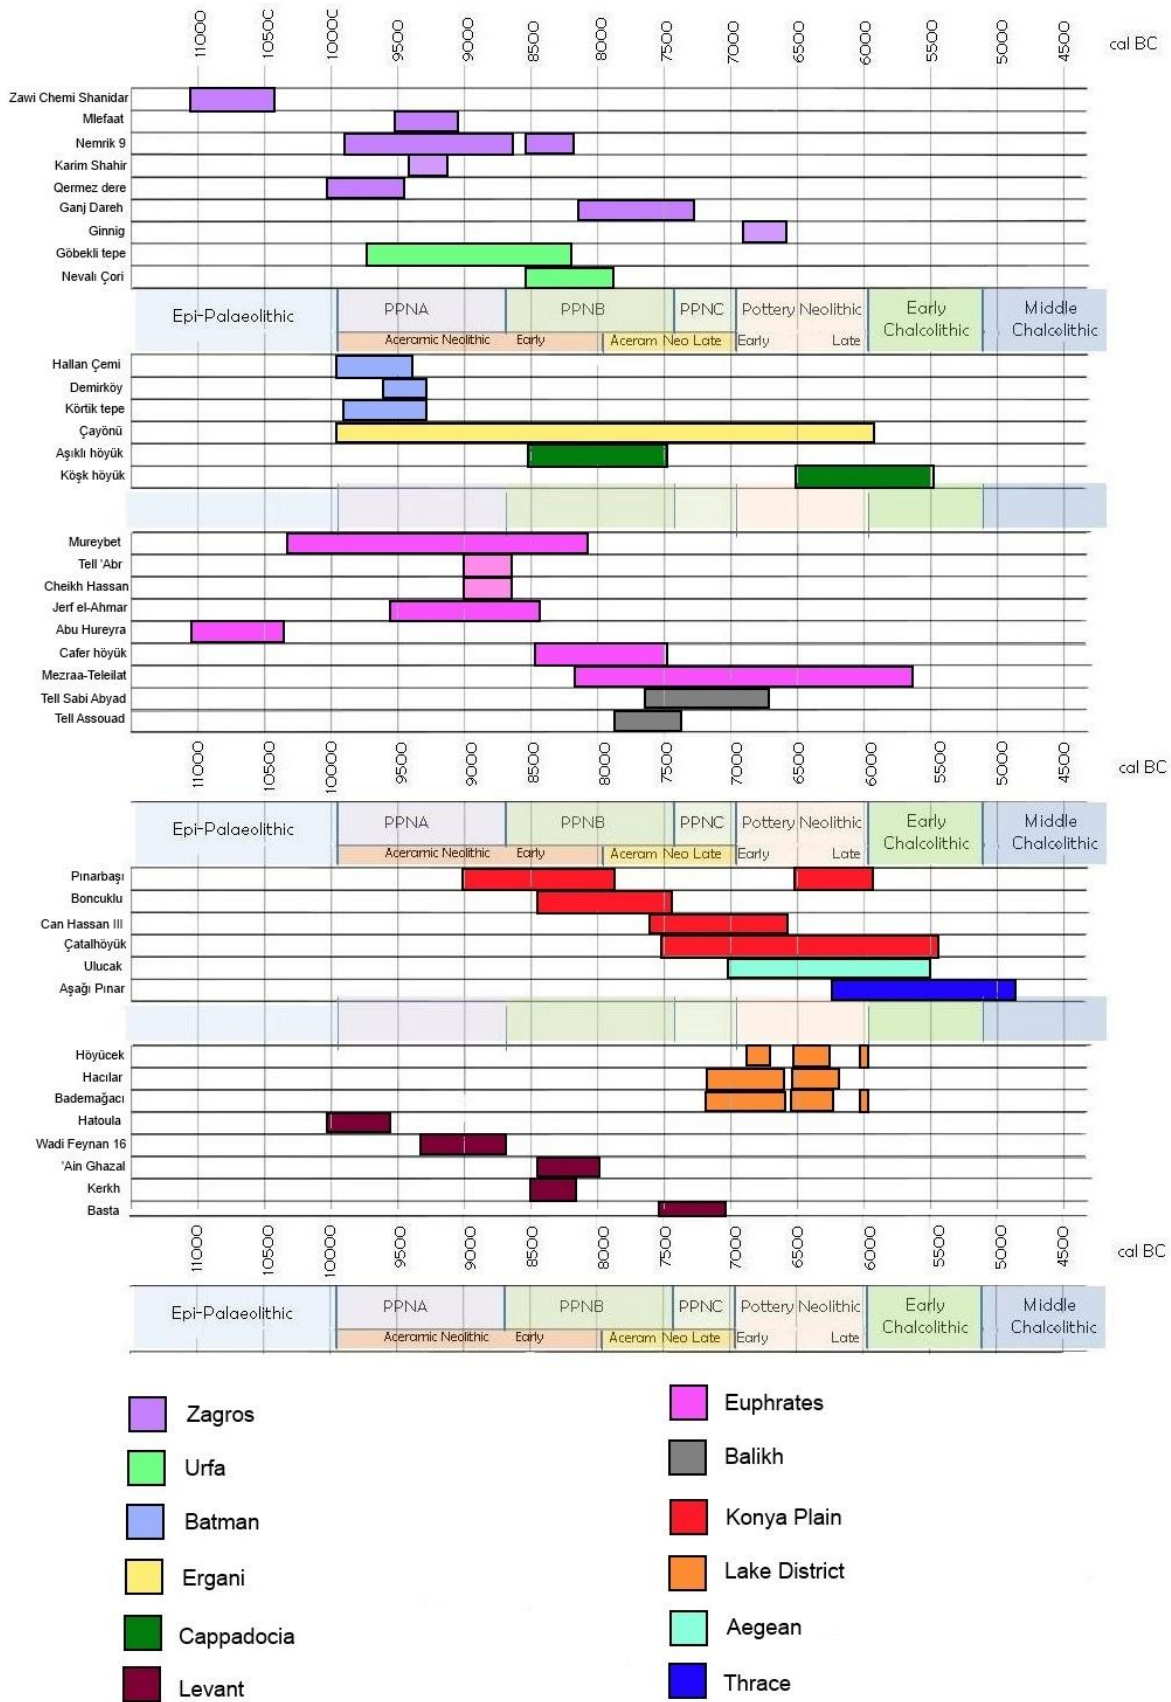 11000 1050C 1000C 9500 9000 8500 8000 7500 7000 6500 6000 5500 5000 4500 cal BC
Zawi Chemi Shanidar
Mlefaat
Nemrik 9
Karim Shahir
Qermez dere
Ganj Dareh
Ginnig
Göbekli tepe
Nevalı Çori
Epi-Palaeolithic PPNA PPNB PPNC Pottery Neolithic Early Chalcolithic Middle Chalcolithic
Aceramic Neolithic Early Aceram Neo Late Early Late
Hallan Çemi
Demirköy
Körtik tepe
Çayönü
Aşıklı höyük
Köşk höyük
Mureybet
Tell 'Abr
Cheikh Hassan
Jerf el-Ahmar
Abu Hureyra
Cafer höyük
Mezraa-Teleilat
Tell Sabi Abyad
Tell Assouad
11000 10500 10000 9500 9000 8500 8000 7500 7000 6500 6000 5500 5000 4500 cal BC
Epi-Palaeolithic PPNA PPNB PPNC Pottery Neolithic Early Chalcolithic Middle Chalcolithic
Aceramic Neolithic Early Aceram Neo Late Early Late
Pınarbaşı
Boncuklu
Can Hassan III
Çatalhöyük
Ulucak
Aşağı Pınar
Höyücek
Hacılar
Bademağacı
Hatoula
Wadi Feynan 16
'Ain Ghazal
Kerkh
Basta
11000 10500 10000 9500 9000 8500 8000 7500 7000 6500 6000 5500 5000 4500 cal BC
Epi-Palaeolithic PPNA PPNB PPNC Pottery Neolithic Early Chalcolithic Middle Chalcolithic
Aceramic Neolithic Early Aceram Neo Late Early Late
Zagros
Urfa
Batman
Ergani
Cappadocia
Levant
Euphrates
Balikh
Konya Plain
Lake District
Aegean
Thrace